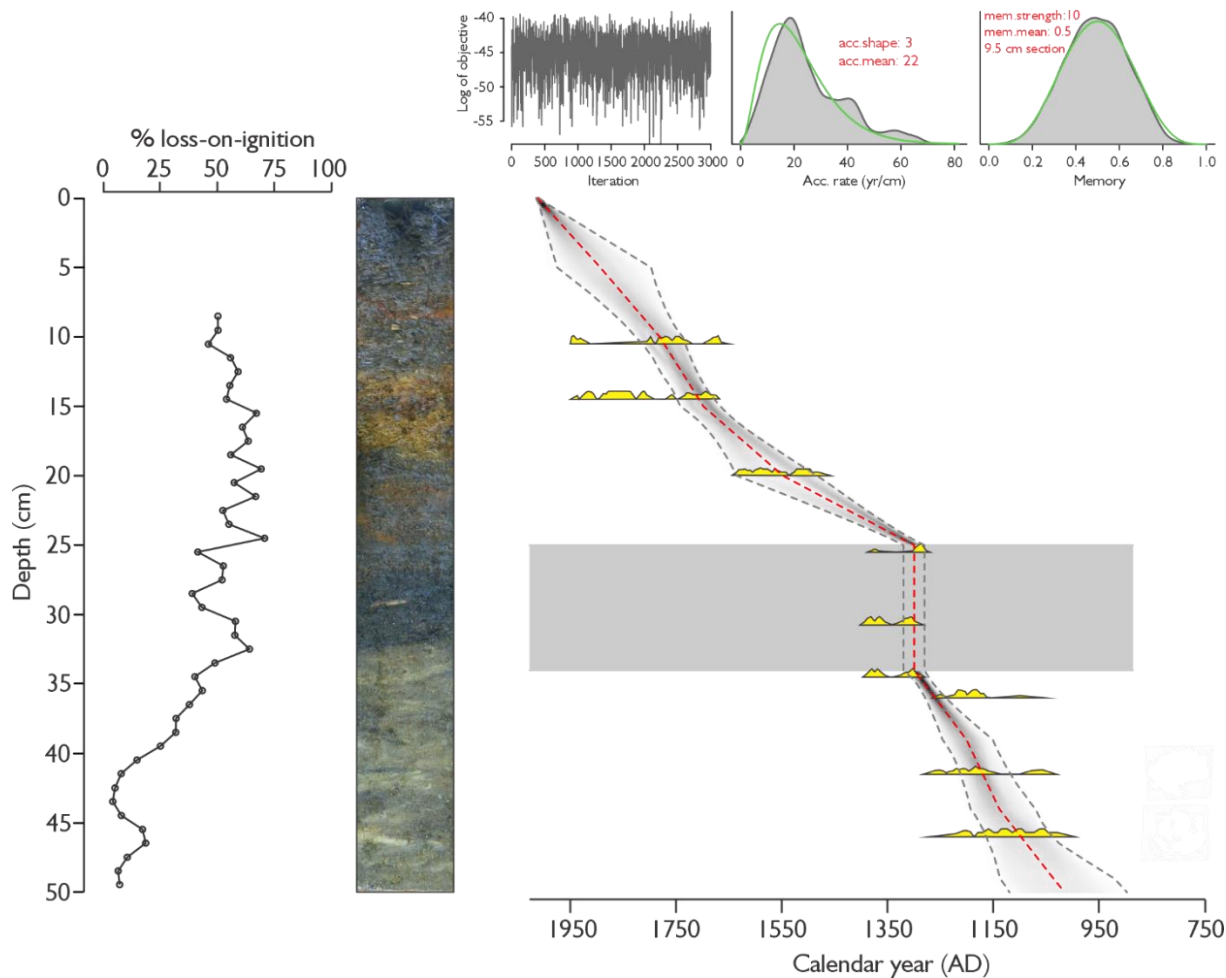 % loss-on-ignition
0 25 50 75 100
Depth (cm)
0
5
10
15
20
25
30
35
40
45
50
Log of objective
-40
-45
-50
-55
0 500 1000 2000 3000
Iteration
acc.shape: 3
acc.mean: 22
0 20 40 60 80
Acc. rate (yr/cm)
mem.strength:10
mem.mean: 0.5
9.5 cm section
0.0 0.2 0.4 0.6 0.8 1.0
Memory
1950 1750 1550 1350 1150 950 750
Calendar year (AD)